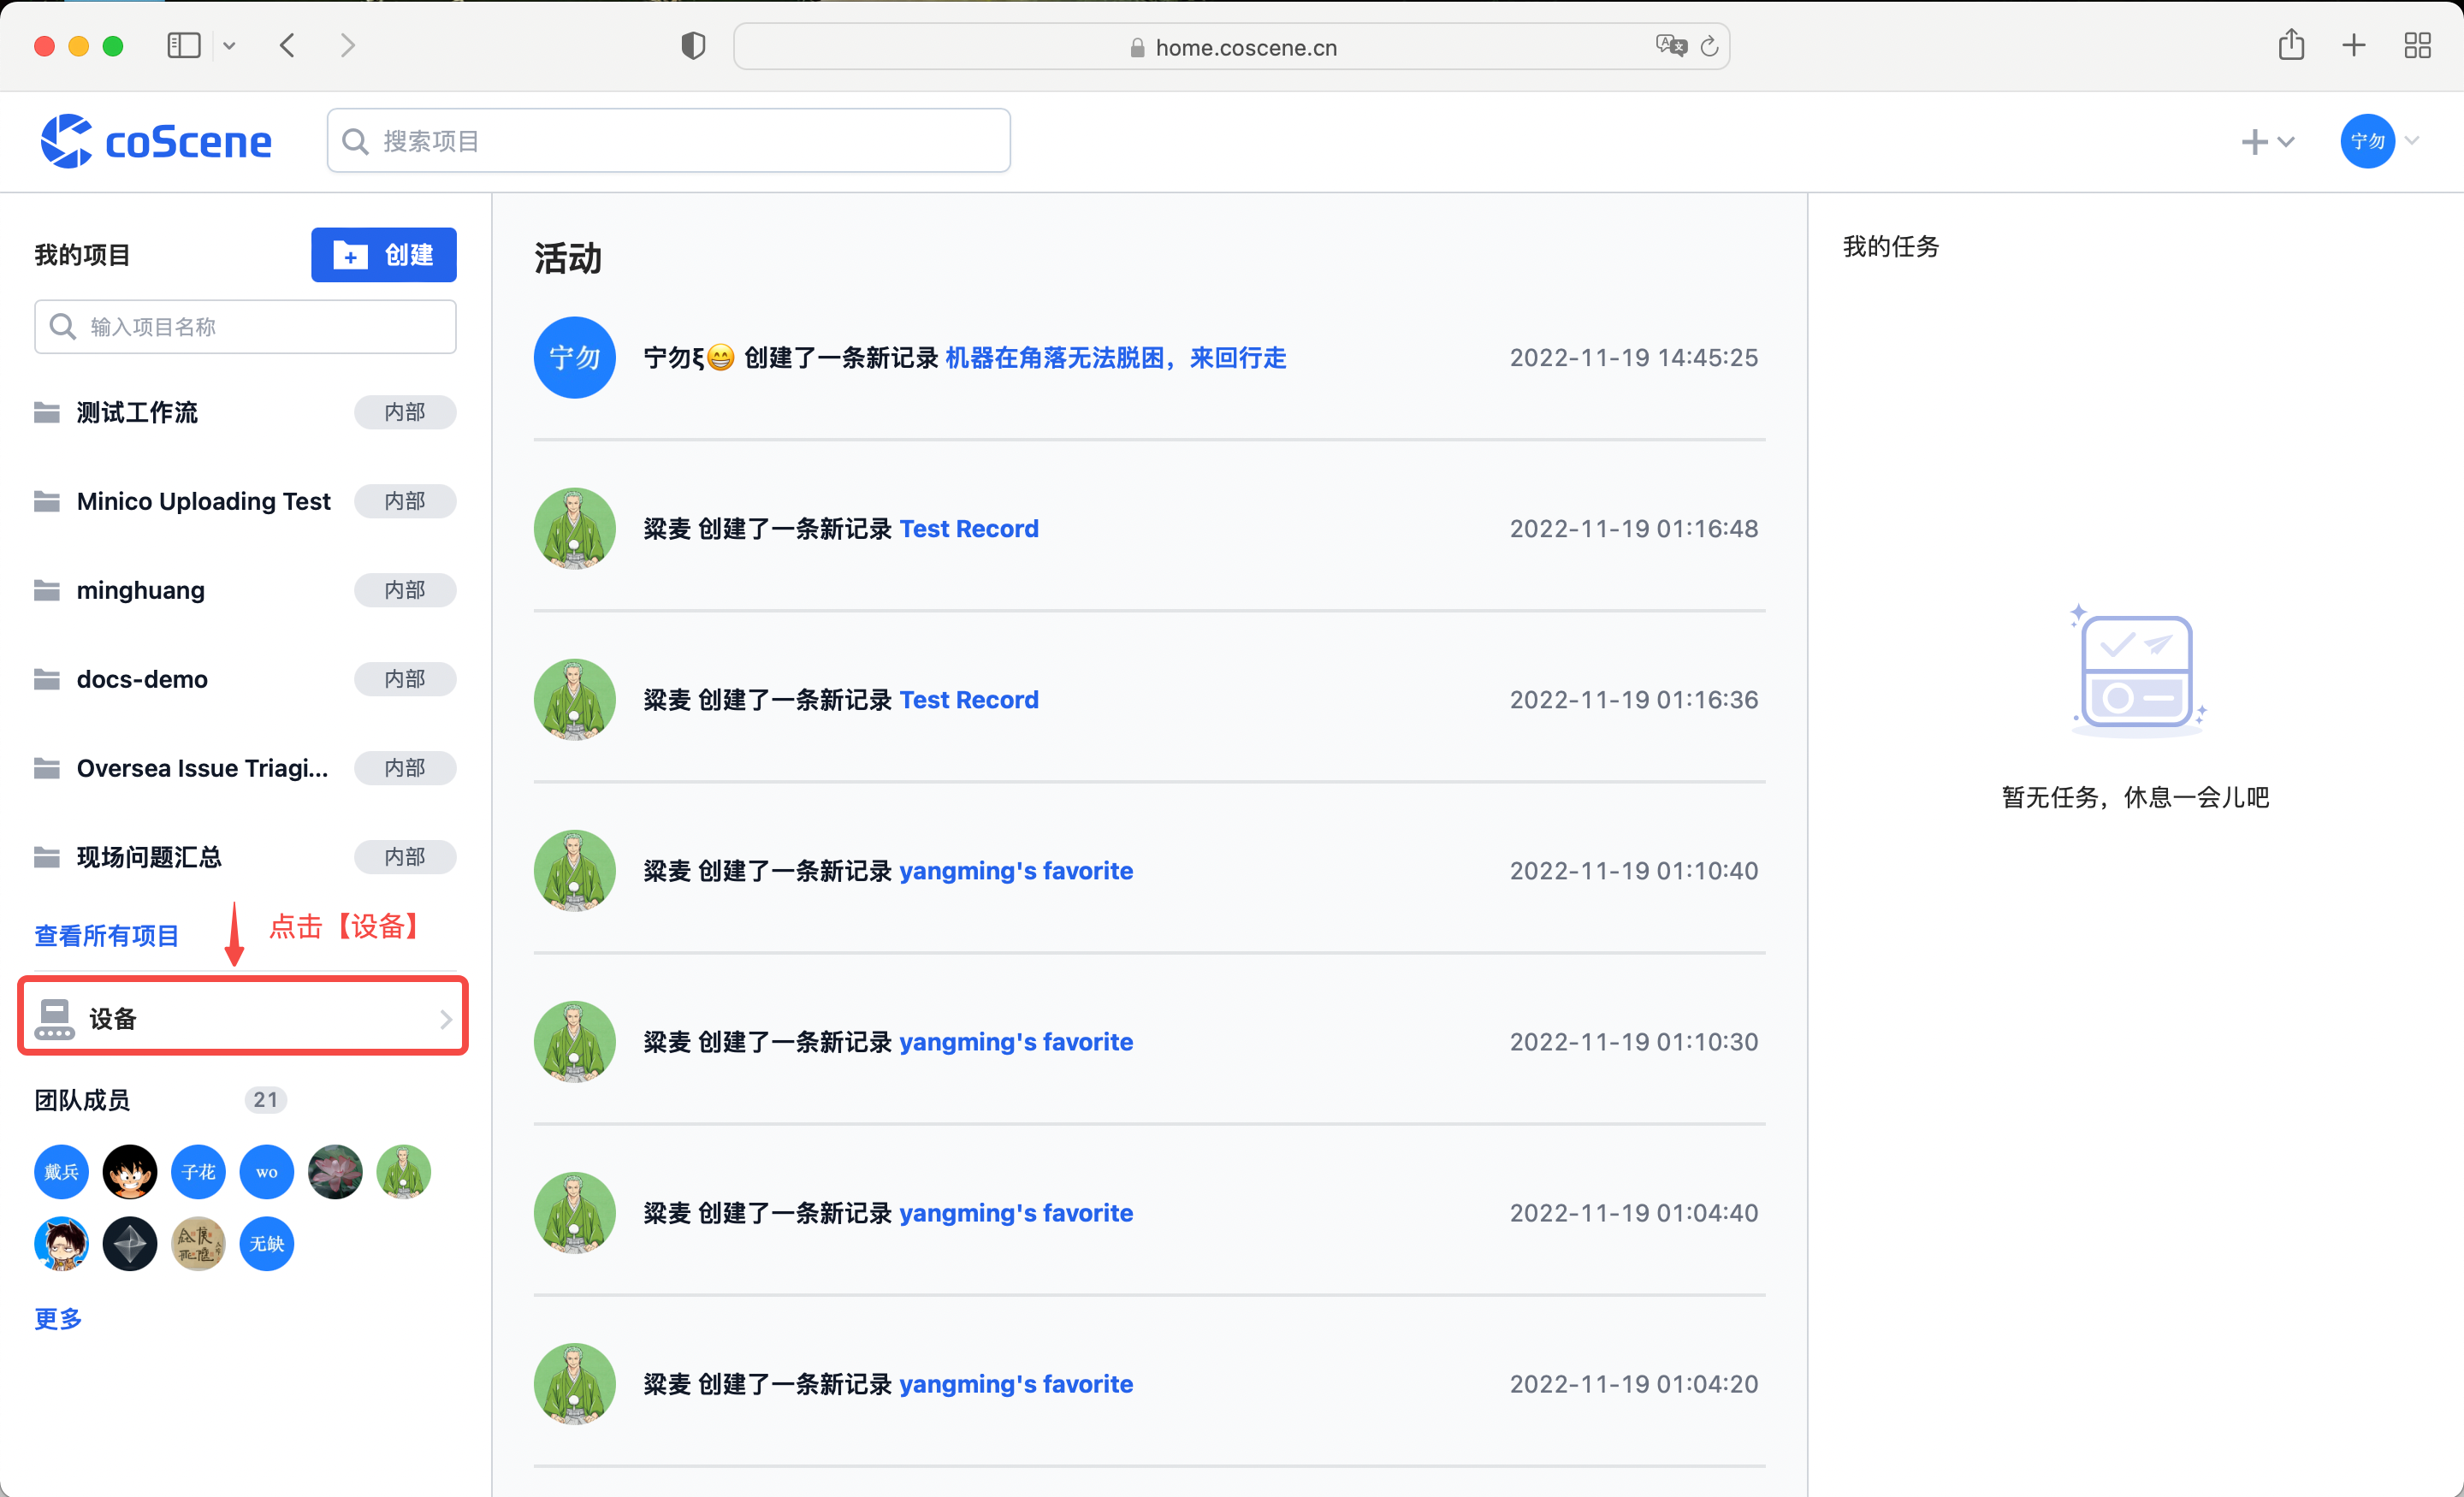 home.coscene.cn
coScene
搜索项目
宁勿
我的项目
创建
输入项目名称
测试工作流 内部
Minico Uploading Test 内部
minghuang 内部
docs-demo 内部
Oversea Issue Triagi... 内部
现场问题汇总 内部
查看所有项目
点击【设备】
设备
团队成员 21
戴兵
子花
wo
无缺
更多
活动
宁勿
宁勿ξ😁 创建了一条新记录 机器在角落无法脱困，来回行走 2022-11-19 14:45:25
粱麦 创建了一条新记录 Test Record 2022-11-19 01:16:48
粱麦 创建了一条新记录 Test Record 2022-11-19 01:16:36
粱麦 创建了一条新记录 yangming's favorite 2022-11-19 01:10:40
粱麦 创建了一条新记录 yangming's favorite 2022-11-19 01:10:30
粱麦 创建了一条新记录 yangming's favorite 2022-11-19 01:04:40
粱麦 创建了一条新记录 yangming's favorite 2022-11-19 01:04:20
我的任务
暂无任务，休息一会儿吧